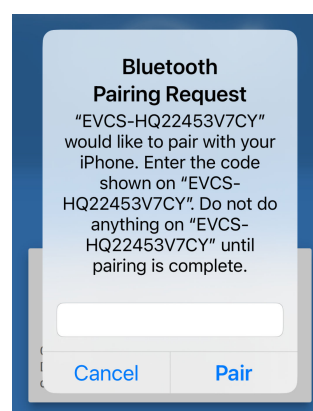 Bluetooth
Pairing Request
“EVCS-HQ22453V7CY”
would like to pair with your
iPhone. Enter the code
shown on “EVCS-
HQ22453V7CY”. Do not do
anything on “EVCS-
HQ22453V7CY” until
pairing is complete.
Cancel
Pair